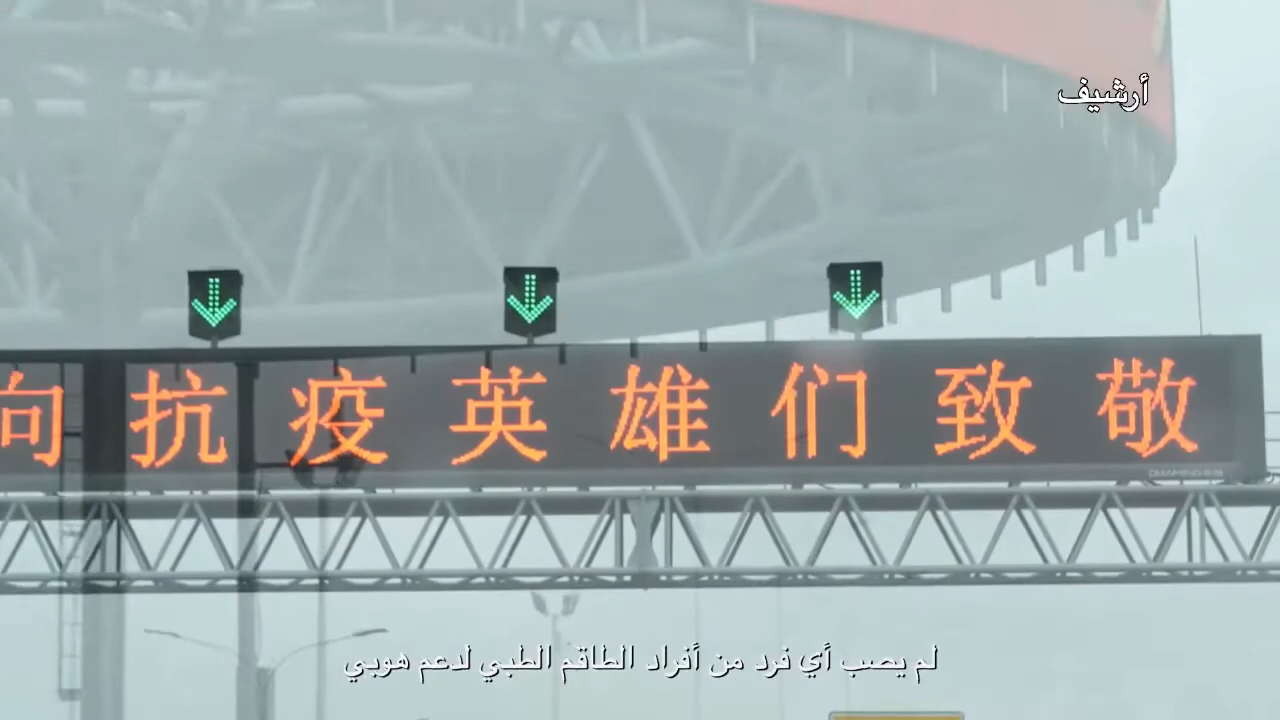 أرشيف
向抗疫英雄们致敬
لم يصب أي فرد من أفراد الطاقم الطبي لدعم هوبي